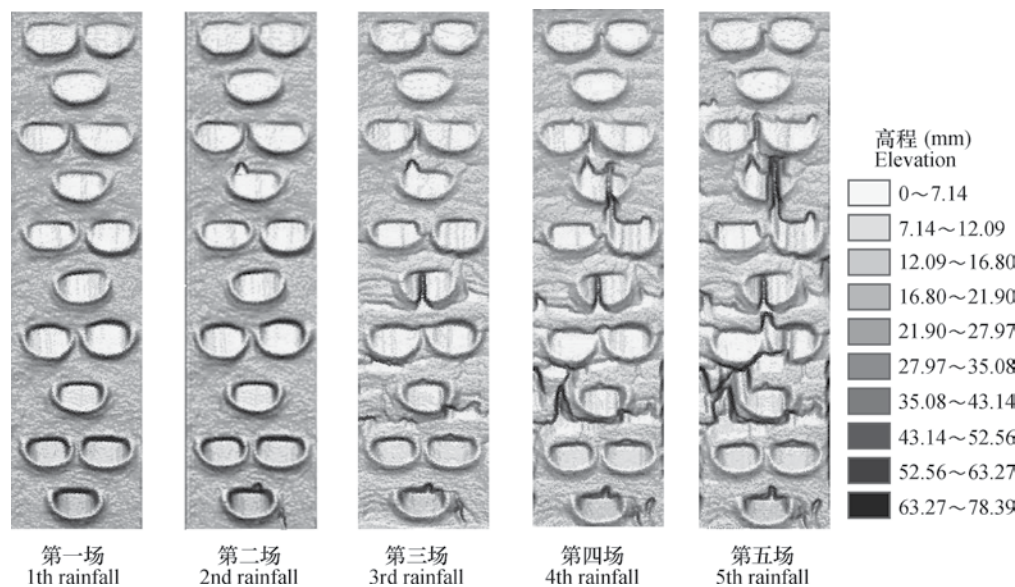 高程 (mm)
Elevation
0～7.14
7.14～12.09
12.09～16.80
16.80～21.90
21.90～27.97
27.97～35.08
35.08～43.14
43.14～52.56
52.56～63.27
63.27～78.39
第一场
1th rainfall
第二场
2nd rainfall
第三场
3rd rainfall
第四场
4th rainfall
第五场
5th rainfall